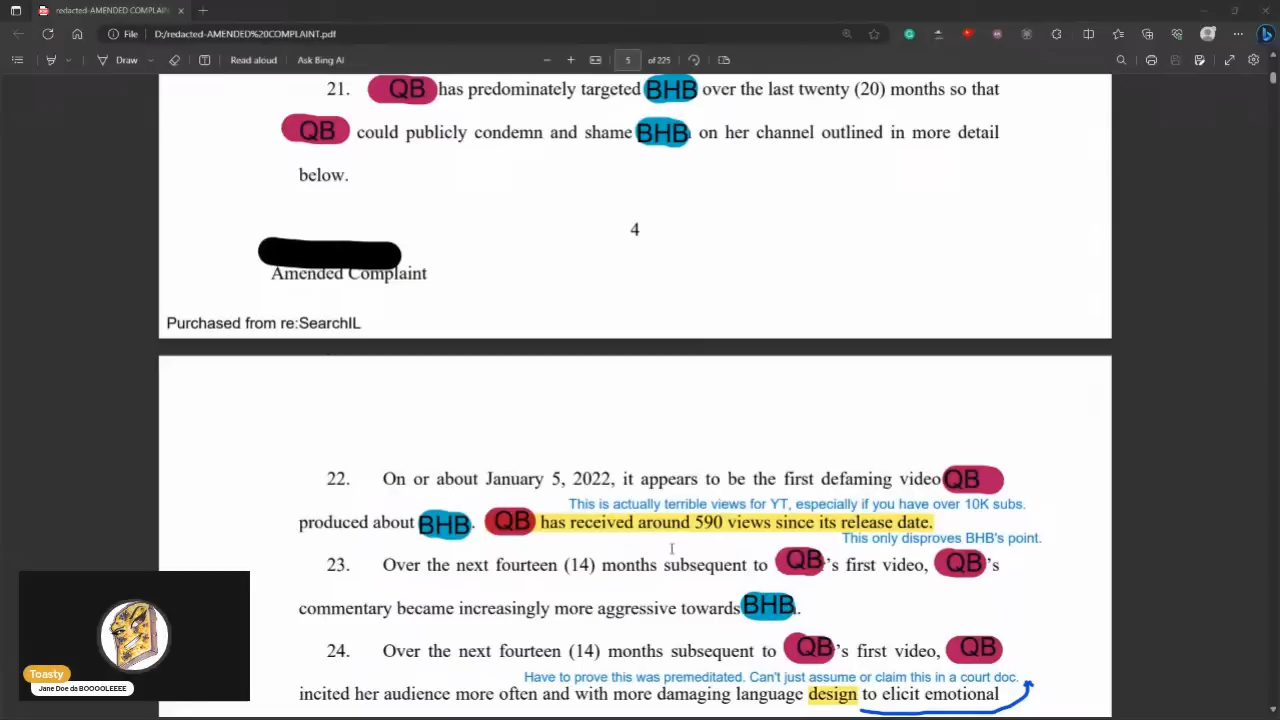 redacted-AMENDED COMPLAINT
File D:/redacted-AMENDED%20COMPLAINT.pdf
Draw Read aloud Ask Bing AI 5 of 225
21. QB has predominately targeted BHB over the last twenty (20) months so that
QB could publicly condemn and shame BHB on her channel outlined in more detail
below.
4
Amended Complaint
Purchased from re:SearchIL
22. On or about January 5, 2022, it appears to be the first defaming video QB
This is actually terrible views for YT, especially if you have over 10K subs.
produced about BHB. QB has received around 590 views since its release date.
This only disproves BHB's point.
23. Over the next fourteen (14) months subsequent to QB's first video, QB's
commentary became increasingly more aggressive towards BHB.
24. Over the next fourteen (14) months subsequent to QB's first video, QB
Have to prove this was premeditated. Can't just assume or claim this in a court doc.
incited her audience more often and with more damaging language design to elicit emotional
Toasty
Jane Doe da BOOOOLEEEE